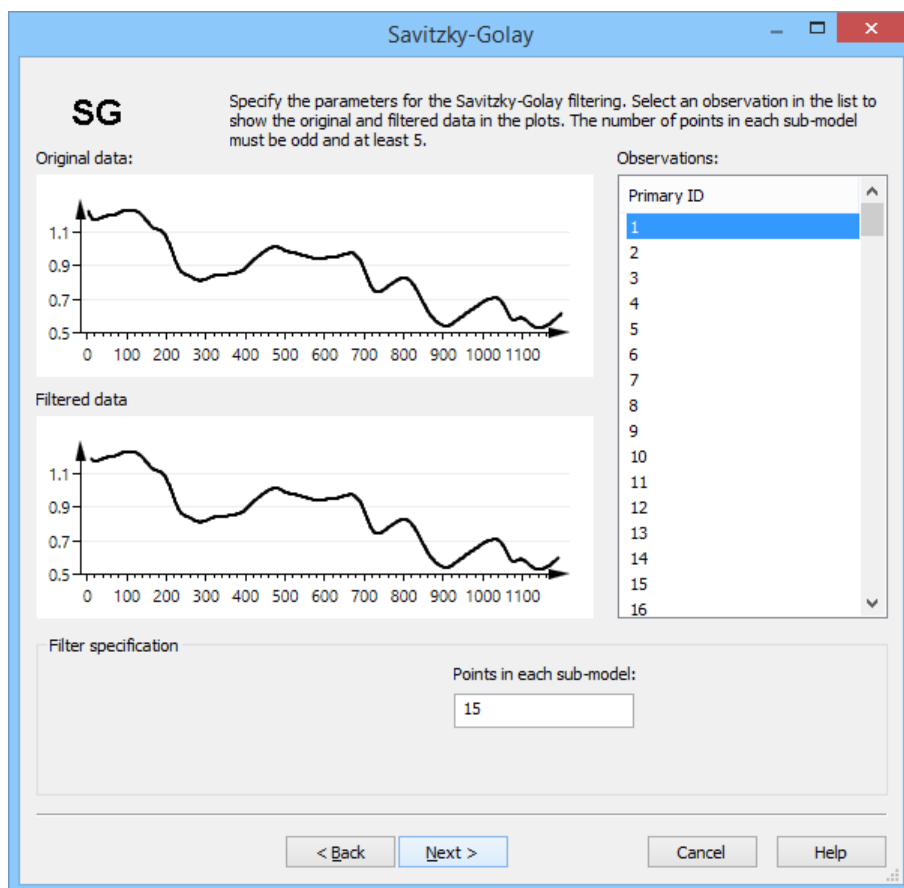 Savitzky-Golay
SG
Specify the parameters for the Savitzky-Golay filtering. Select an observation in the list to
show the original and filtered data in the plots. The number of points in each sub-model
must be odd and at least 5.
Original data:
1.1
0.9
0.7
0.5
0 100 200 300 400 500 600 700 800 900 1000 1100
Filtered data
1.1
0.9
0.7
0.5
0 100 200 300 400 500 600 700 800 900 1000 1100
Observations:
Primary ID
1
2
3
4
5
6
7
8
9
10
11
12
13
14
15
16
Filter specification
Points in each sub-model:
15
< Back
Next >
Cancel
Help